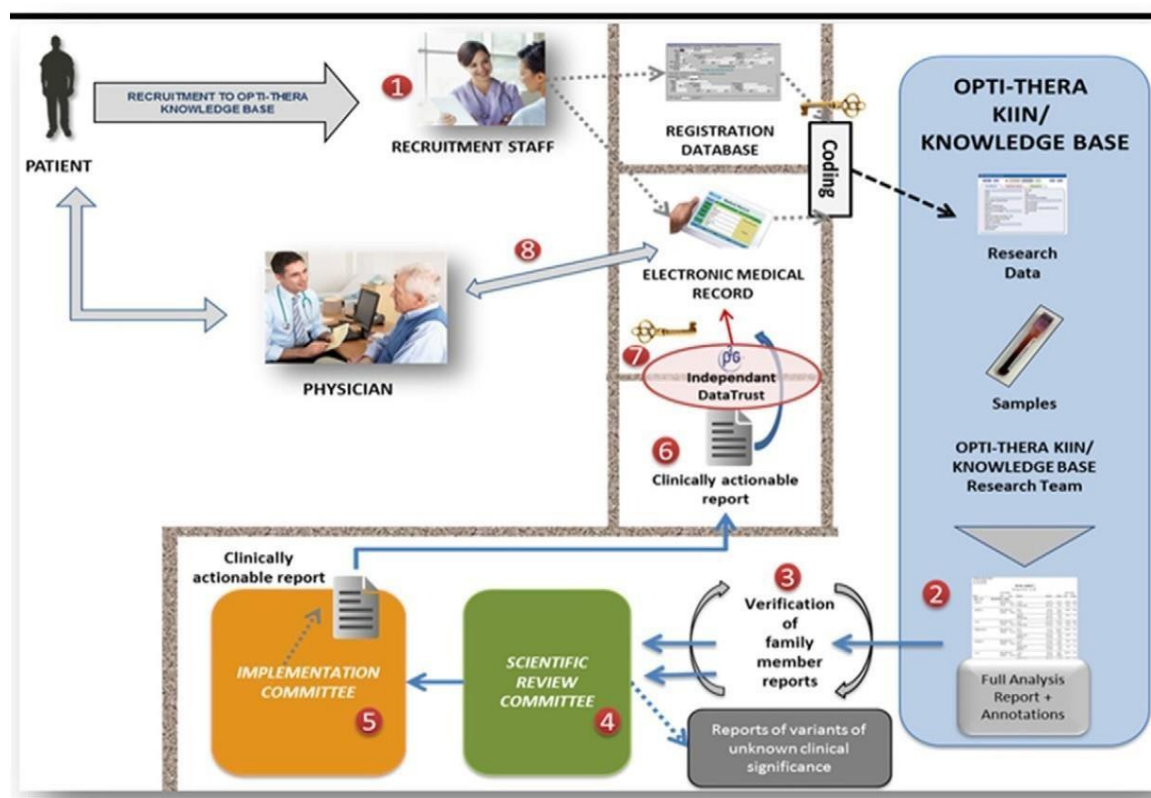 RECRUITMENT TO OPTI-THERA
KNOWLEDGE BASE
PATIENT
1
RECRUITMENT STAFF
REGISTRATION
DATABASE
Coding
OPTI-THERA
KIIN/
KNOWLEDGE BASE
Research
Data
8
ELECTRONIC MEDICAL
RECORD
PHYSICIAN
7
Independant
DataTrust
Samples
6
Clinically actionable
report
OPTI-THERA KIIN/
KNOWLEDGE BASE
Research Team
2
Full Analysis
Report +
Annotations
3
Verification
of
family
member
reports
Reports of variants of
unknown clinical
significance
SCIENTIFIC
REVIEW
COMMITTEE
4
Clinically
actionable report
IMPLEMENTATION
COMMITTEE
5